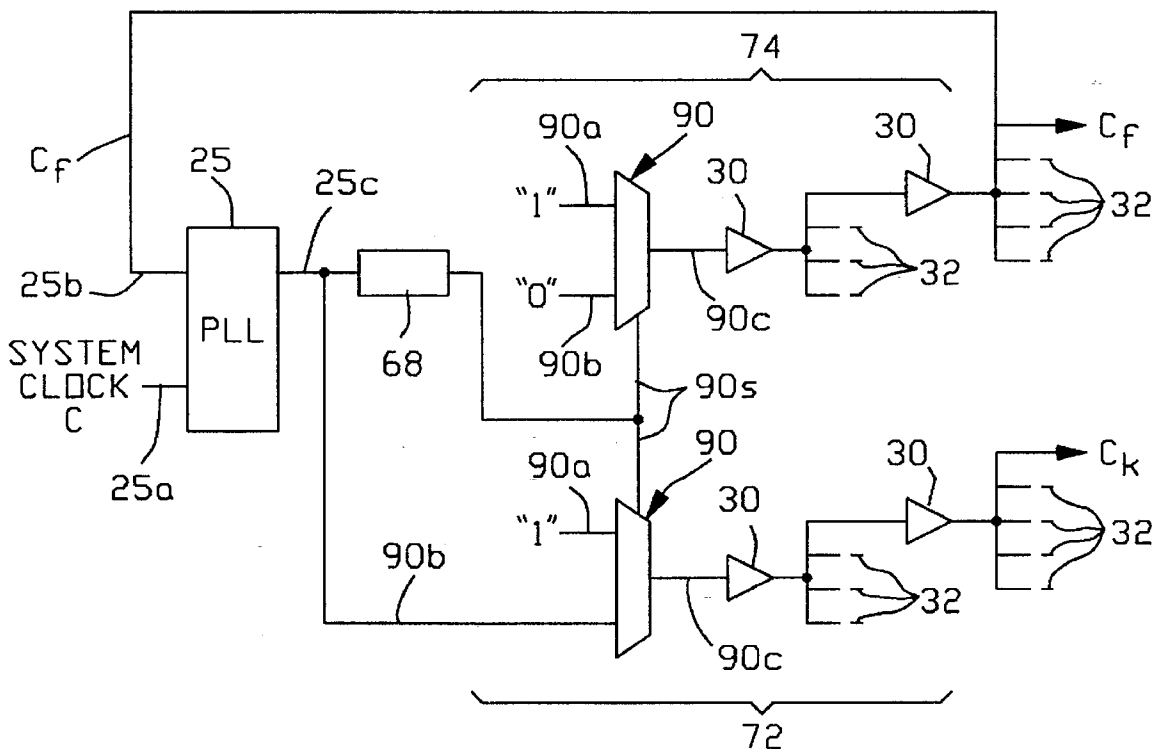 74
90a
90
30
30
C_f
C_f
25
25c
"1"
32
32
25b
PLL
68
"0"
90b
90c
SYSTEM
CLOCK
C
25a
90s
90a
90
30
30
C_k
"1"
32
32
90b
90c
72